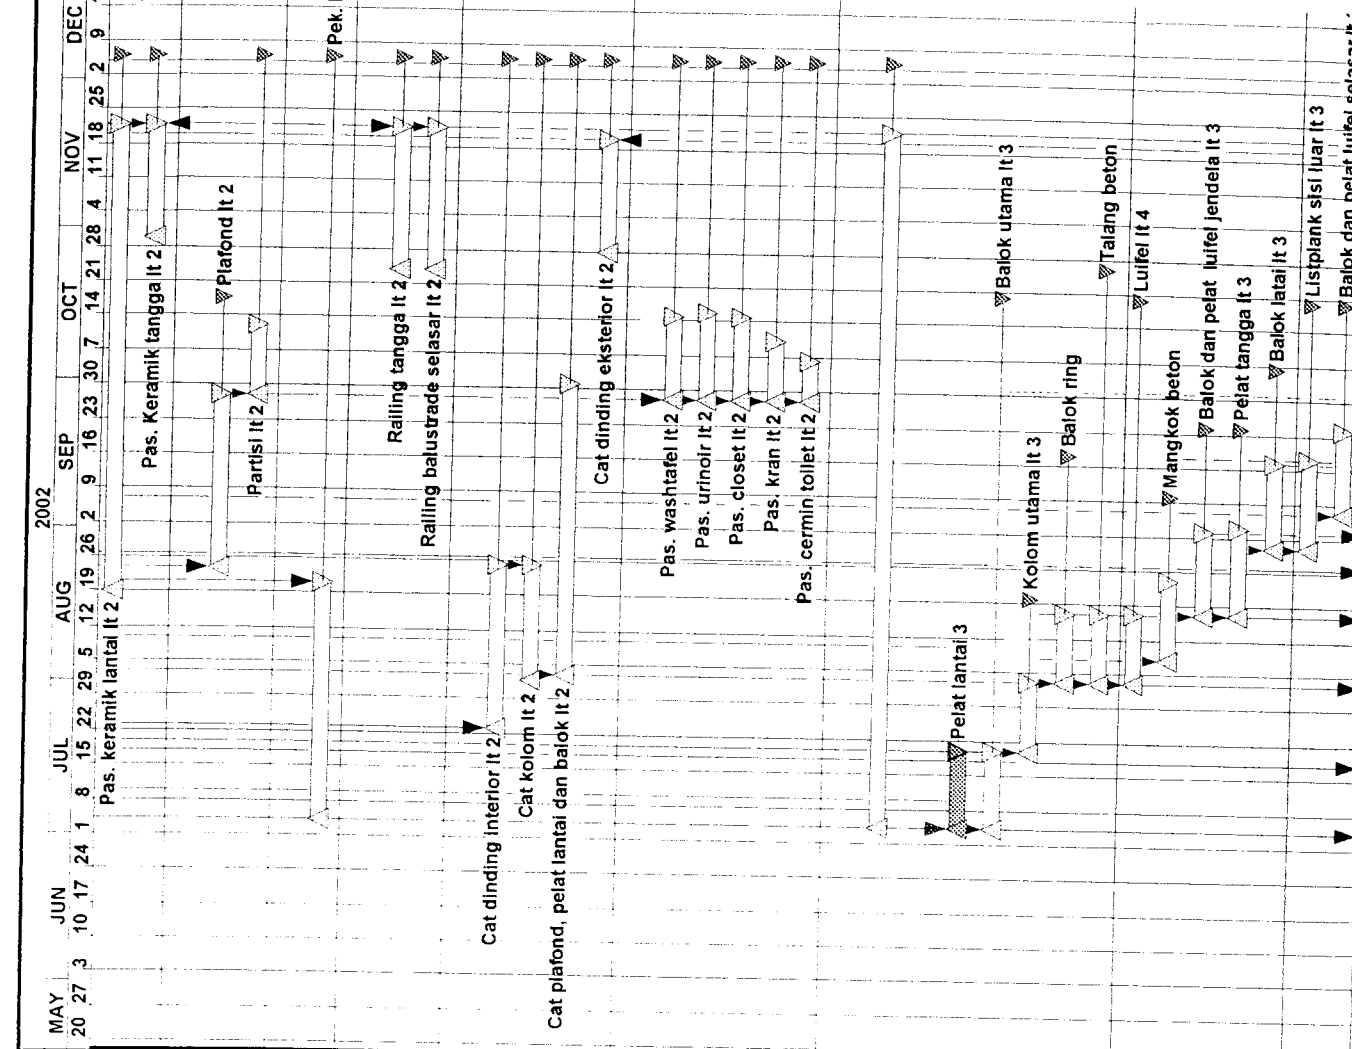 2002
MAY JUN JUL AUG SEP OCT NOV DEC
20 27 3 10 17 24 1 8 15 22 29 5 12 19 26 2 9 16 23 30 7 14 21 28 4 11 18 25 2 9
Pas. keramik lantai lt 2
Pas. Keramik tangga lt 2
Plafond lt 2
Partisi lt 2
Pek.
Railing tangga lt 2
Railing balustrade selasar lt 2
Cat dinding interior lt 2
Cat kolom lt 2
Cat plafond, pelat lantai dan balok lt 2
Cat dinding eksterior lt 2
Pas. washtafel lt 2
Pas. urinoir lt 2
Pas. closet lt 2
Pas. kran lt 2
Pas. cermin toilet lt 2
Pelat lantai 3
Balok utama lt 3
Kolom utama lt 3
Balok ring
Talang beton
Luifel lt 4
Mangkok beton
Balok dan pelat luifel jendela lt 3
Pelat tangga lt 3
Balok latai lt 3
Listplank sisi luar lt 3
Balok dan pelat luifel selasar lt